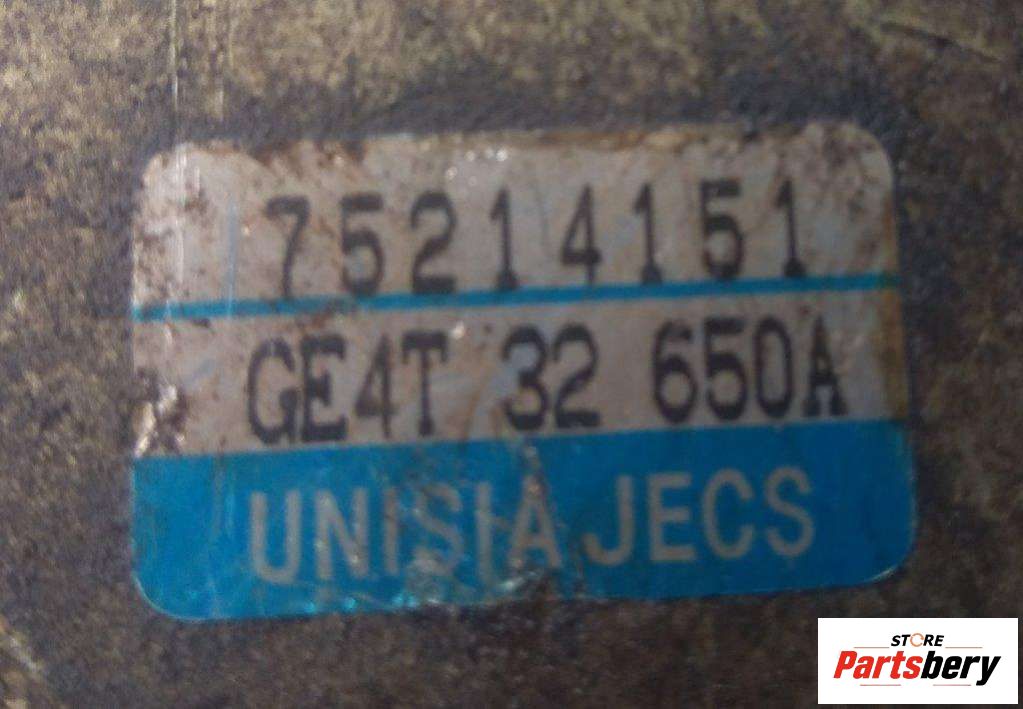 75214151
GE4T 32 650A
UNISIA JECS
STORE
Partsbery